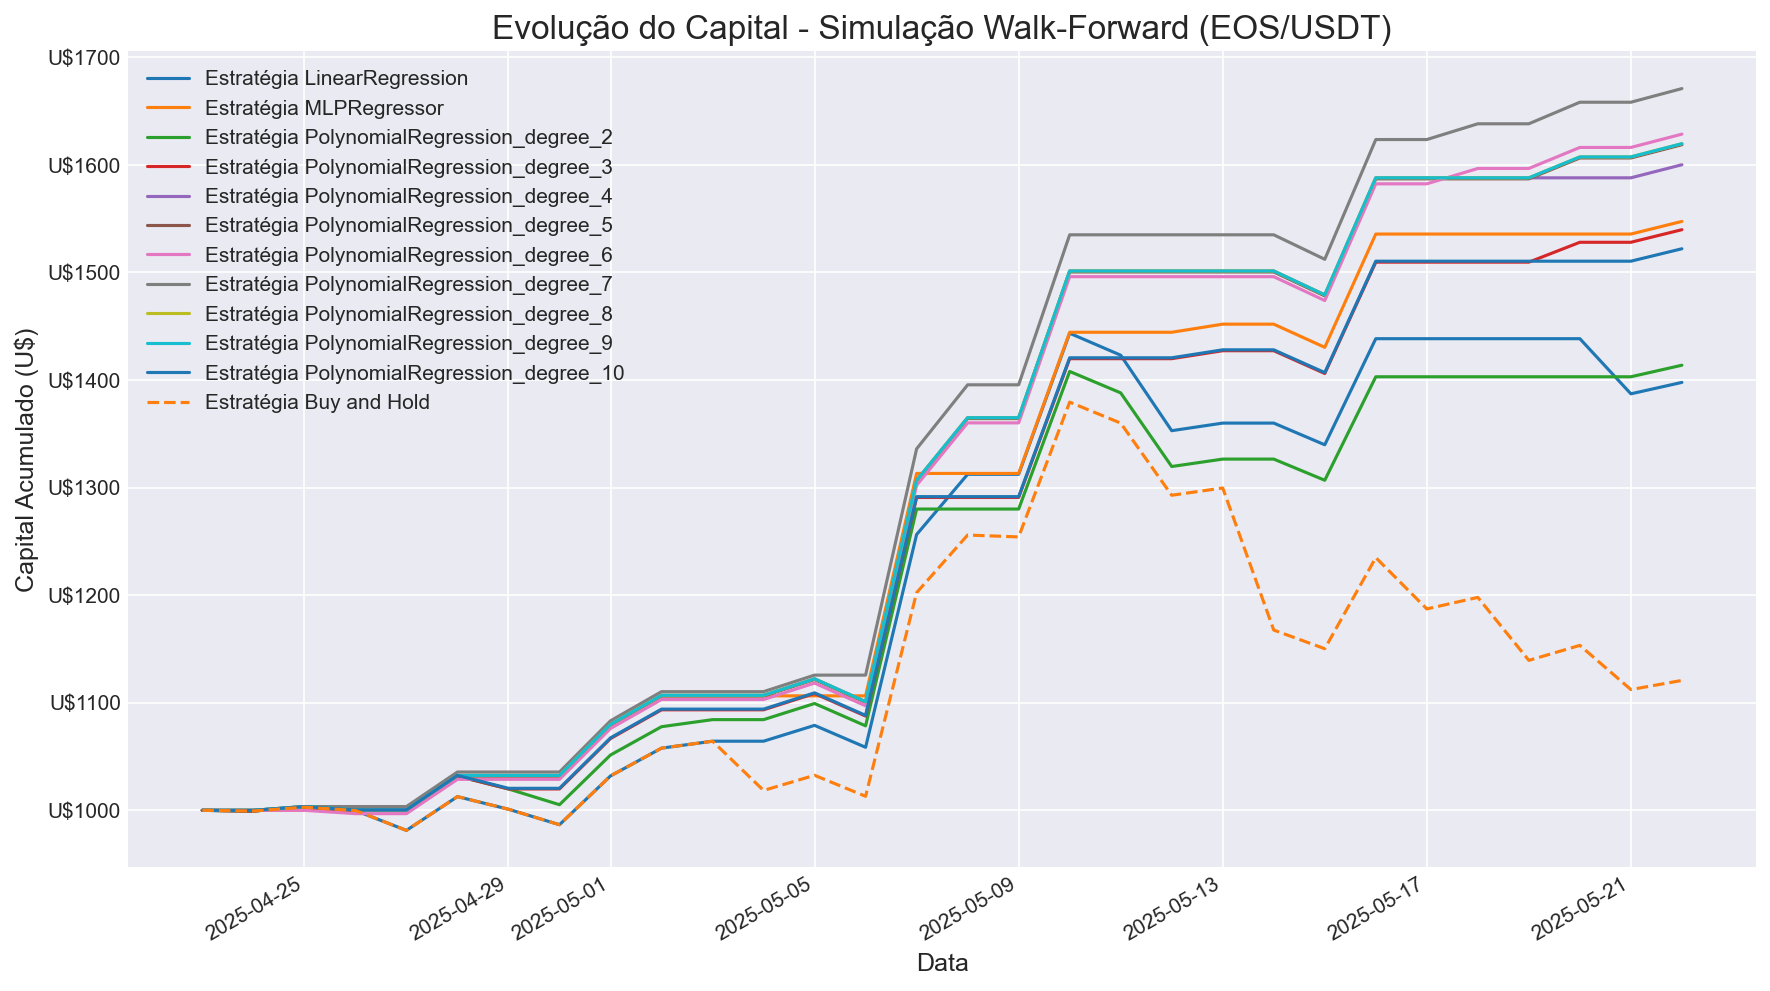 Evolução do Capital - Simulação Walk-Forward (EOS/USDT)
U$1700
U$1600
U$1500
U$1400
U$1300
U$1200
U$1100
U$1000
Capital Acumulado (U$)
Estratégia LinearRegression
Estratégia MLPRegressor
Estratégia PolynomialRegression_degree_2
Estratégia PolynomialRegression_degree_3
Estratégia PolynomialRegression_degree_4
Estratégia PolynomialRegression_degree_5
Estratégia PolynomialRegression_degree_6
Estratégia PolynomialRegression_degree_7
Estratégia PolynomialRegression_degree_8
Estratégia PolynomialRegression_degree_9
Estratégia PolynomialRegression_degree_10
Estratégia Buy and Hold
2025-04-25
2025-04-29
2025-05-01
2025-05-05
2025-05-09
2025-05-13
2025-05-17
2025-05-21
Data